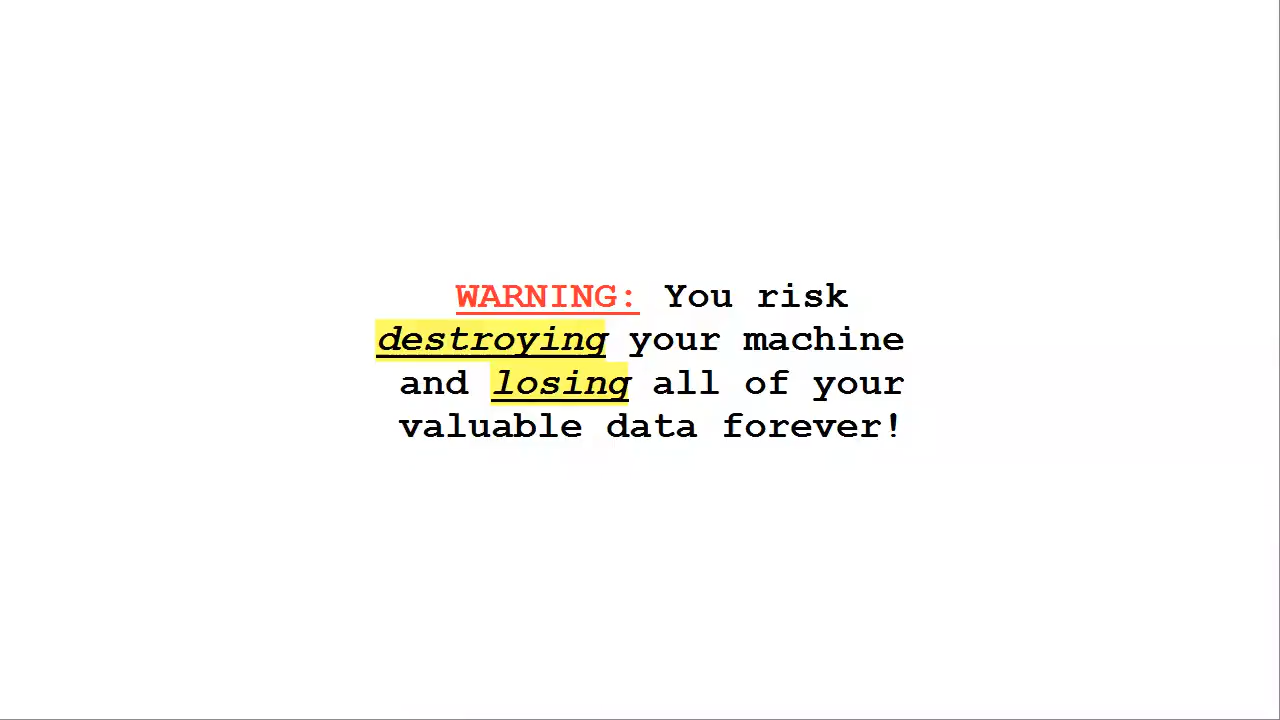 WARNING: You risk
destroying your machine
and losing all of your
valuable data forever!